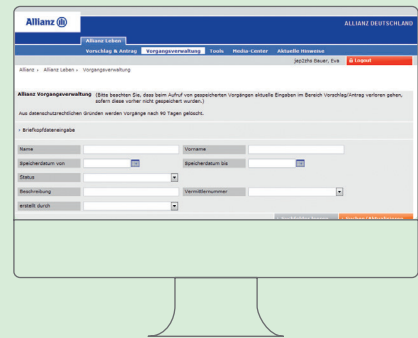 Allianz
ALLIANZ DEUTSCHLAND
Allianz Leben
Vorschlag & Antrag Vorgangsverwaltung Tools Media-Center Aktuelle Hinweise
Bauer, Eva Logout
Allianz › Allianz Leben › Vorgangsverwaltung
Allianz Vorgangsverwaltung (Bitte beachten Sie, dass beim Aufruf von gespeicherten Vorgängen aktuelle Eingaben im Bereich Vorschlag/Antrag verloren gehen,
sofern diese vorher nicht gespeichert wurden.)
Aus datenschutzrechtlichen Gründen werden Vorgänge nach 90 Tagen gelöscht.
› Briefkopfdateneingabe
Name Vorname
Speicherdatum von Speicherdatum bis
Status
Beschreibung Vermittlernummer
erstellt durch